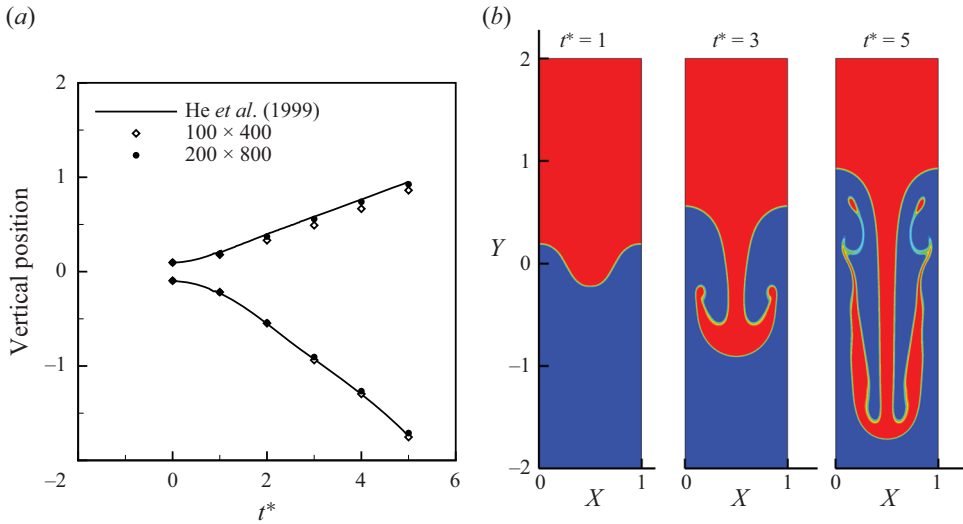 (a)
2
1
0
–1
–2
Vertical position
He et al. (1999)
100 × 400
200 × 800
–2 0 2 4 6
t*
(b)
t* = 1 t* = 3 t* = 5
2
1
Y 0
–1
–2
0 1 0 1 0 1
X X X